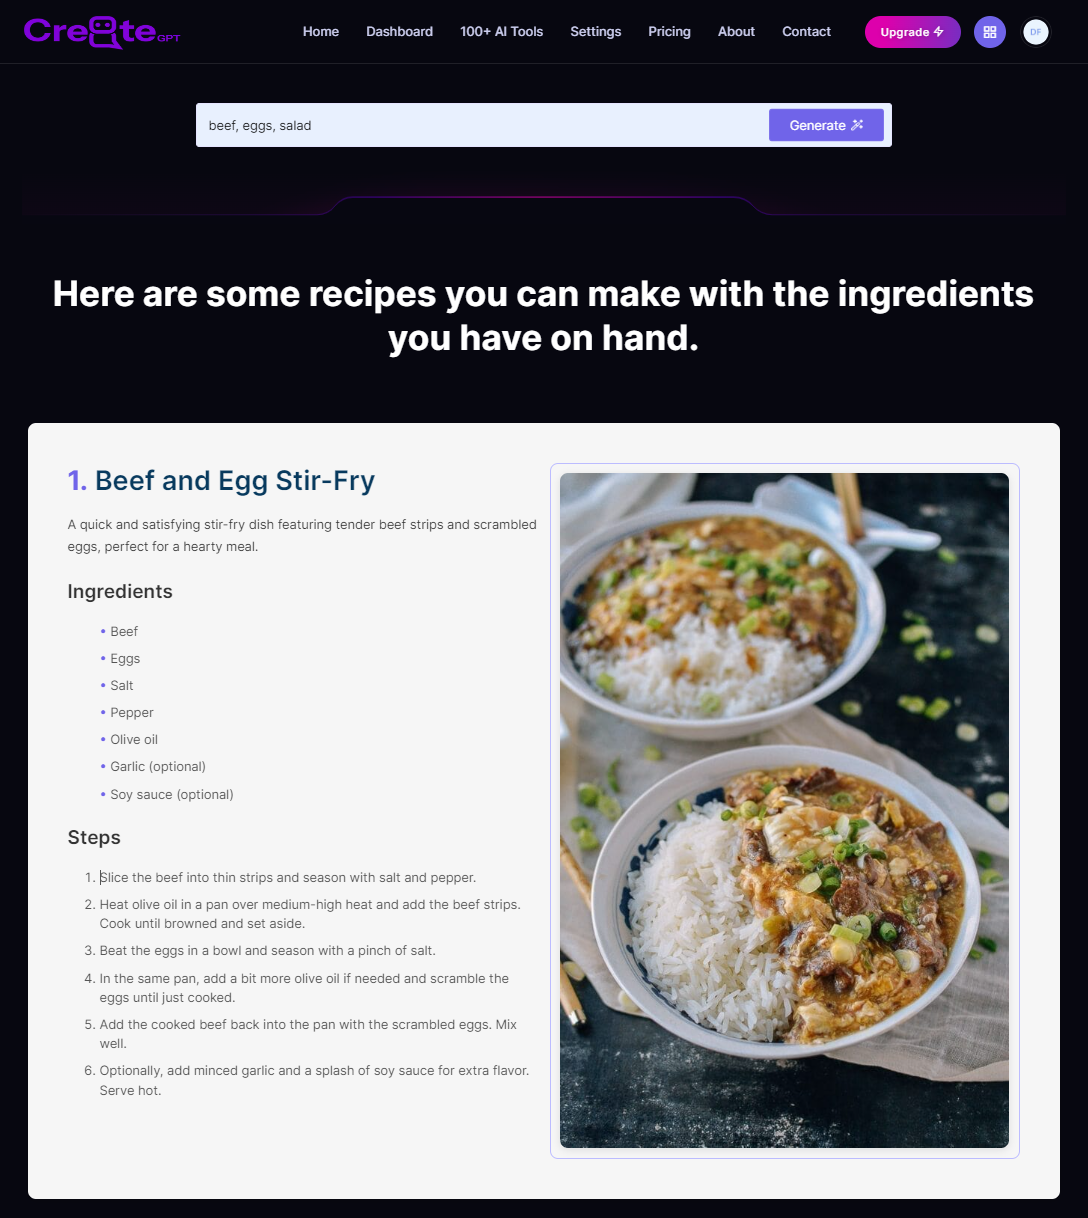 Cre8te GPT
Home Dashboard 100+ AI Tools Settings Pricing About Contact Upgrade DF
beef, eggs, salad Generate
Here are some recipes you can make with the ingredients
you have on hand.
1. Beef and Egg Stir-Fry
A quick and satisfying stir-fry dish featuring tender beef strips and scrambled
eggs, perfect for a hearty meal.
Ingredients
• Beef
• Eggs
• Salt
• Pepper
• Olive oil
• Garlic (optional)
• Soy sauce (optional)
Steps
1. Slice the beef into thin strips and season with salt and pepper.
2. Heat olive oil in a pan over medium-high heat and add the beef strips.
Cook until browned and set aside.
3. Beat the eggs in a bowl and season with a pinch of salt.
4. In the same pan, add a bit more olive oil if needed and scramble the
eggs until just cooked.
5. Add the cooked beef back into the pan with the scrambled eggs. Mix
well.
6. Optionally, add minced garlic and a splash of soy sauce for extra flavor.
Serve hot.